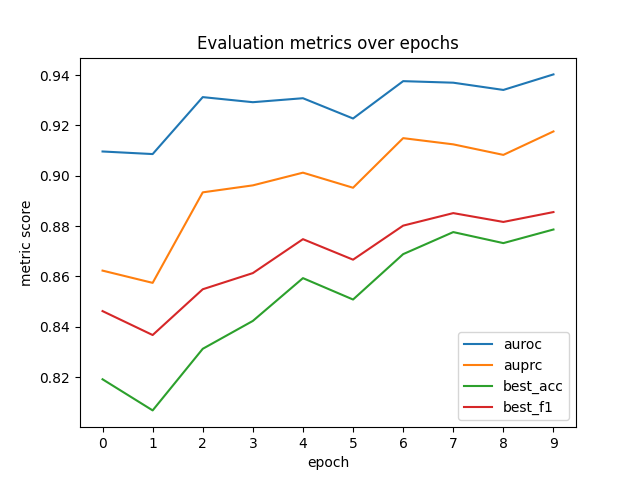 Evaluation metrics over epochs
metric score
0.94
0.92
0.90
0.88
0.86
0.84
0.82
auroc
auprc
best_acc
best_f1
0 1 2 3 4 5 6 7 8 9
epoch